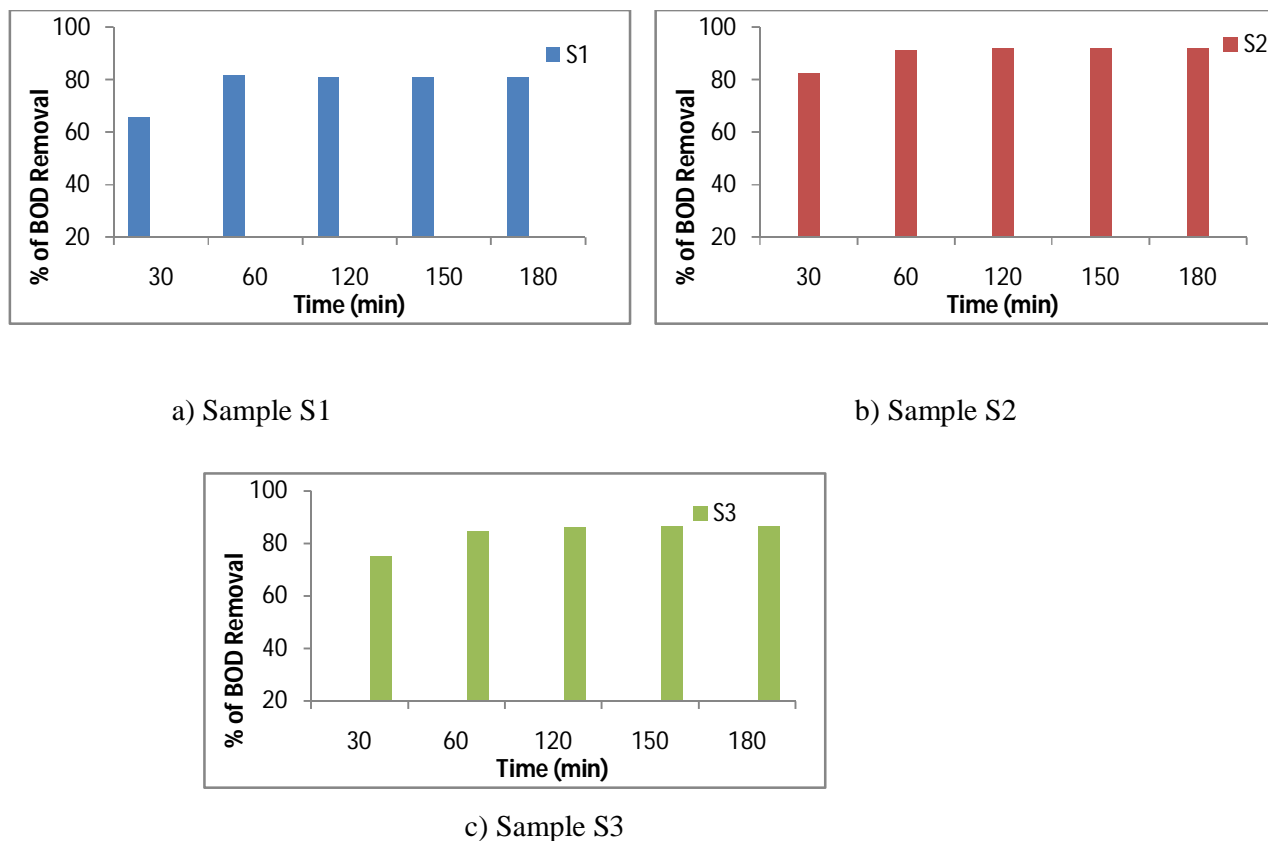 % of BOD Removal
100
80
60
40
20
S1
30 60 120 150 180
Time (min)
a) Sample S1
% of BOD Removal
100
80
60
40
20
S2
30 60 120 150 180
Time (min)
b) Sample S2
% of BOD Removal
100
80
60
40
20
S3
30 60 120 150 180
Time (min)
c) Sample S3